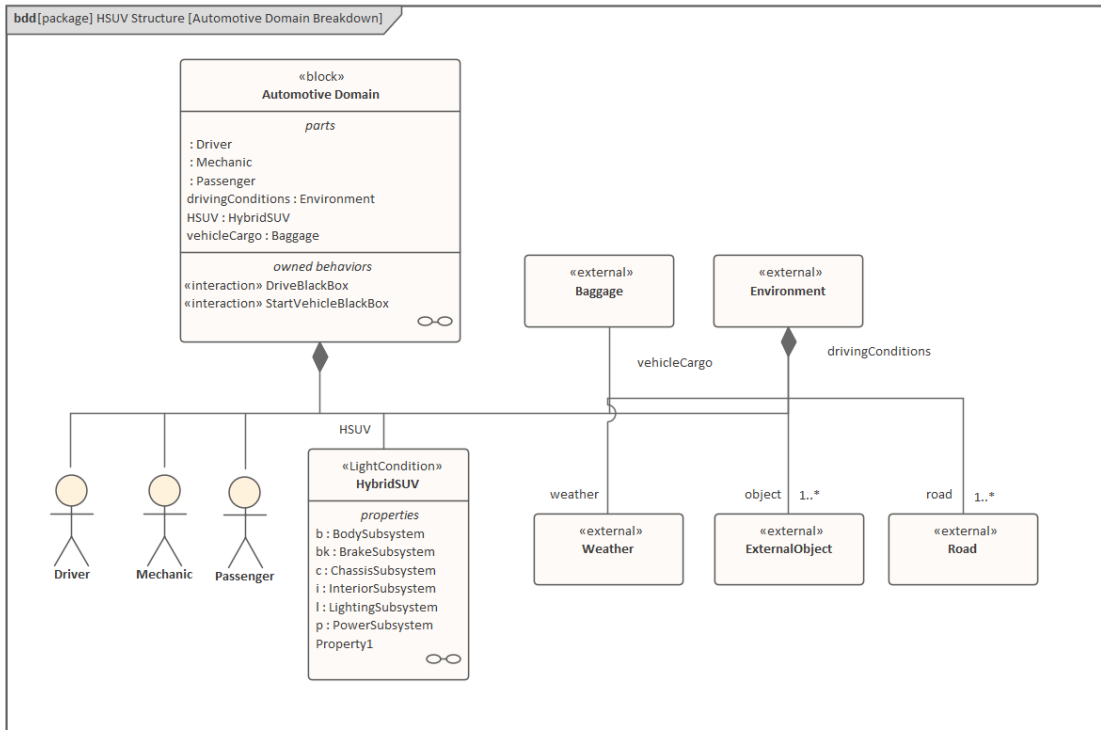 bdd[package] HSUV Structure [Automotive Domain Breakdown]
«block»
Automotive Domain
parts
: Driver
: Mechanic
: Passenger
drivingConditions : Environment
HSUV : HybridSUV
vehicleCargo : Baggage
owned behaviors
«interaction» DriveBlackBox
«interaction» StartVehicleBlackBox
«external»
Baggage
«external»
Environment
vehicleCargo
drivingConditions
HSUV
Driver
Mechanic
Passenger
«LightCondition»
HybridSUV
properties
b : BodySubsystem
bk : BrakeSubsystem
c : ChassisSubsystem
i : InteriorSubsystem
l : LightingSubsystem
p : PowerSubsystem
Property1
weather
object
1..*
road
1..*
«external»
Weather
«external»
ExternalObject
«external»
Road